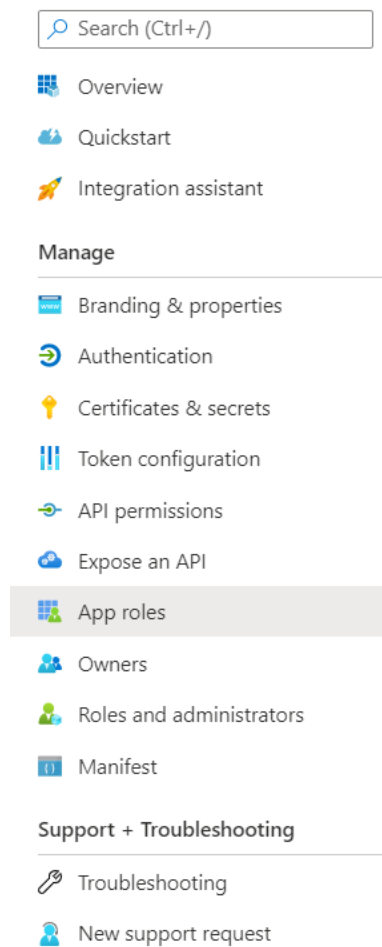 Search (Ctrl+/)
Overview
Quickstart
Integration assistant
Manage
www
Branding & properties
Authentication
Certificates & secrets
Token configuration
API permissions
Expose an API
App roles
Owners
Roles and administrators
Manifest
Support + Troubleshooting
Troubleshooting
New support request